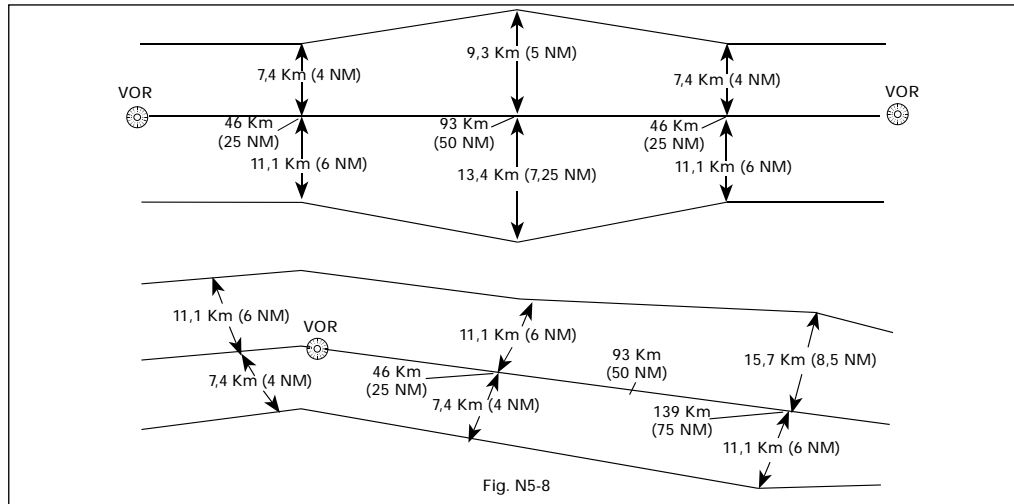 9,3 Km (5 NM)
7,4 Km (4 NM)
7,4 Km (4 NM)
VOR
VOR
46 Km
(25 NM)
93 Km
(50 NM)
46 Km
(25 NM)
11,1 Km (6 NM)
13,4 Km (7,25 NM)
11,1 Km (6 NM)
11,1 Km (6 NM)
VOR
11,1 Km (6 NM)
93 Km
(50 NM)
15,7 Km (8,5 NM)
7,4 Km (4 NM)
46 Km
(25 NM)
7,4 Km (4 NM)
139 Km
(75 NM)
11,1 Km (6 NM)
Fig. N5-8